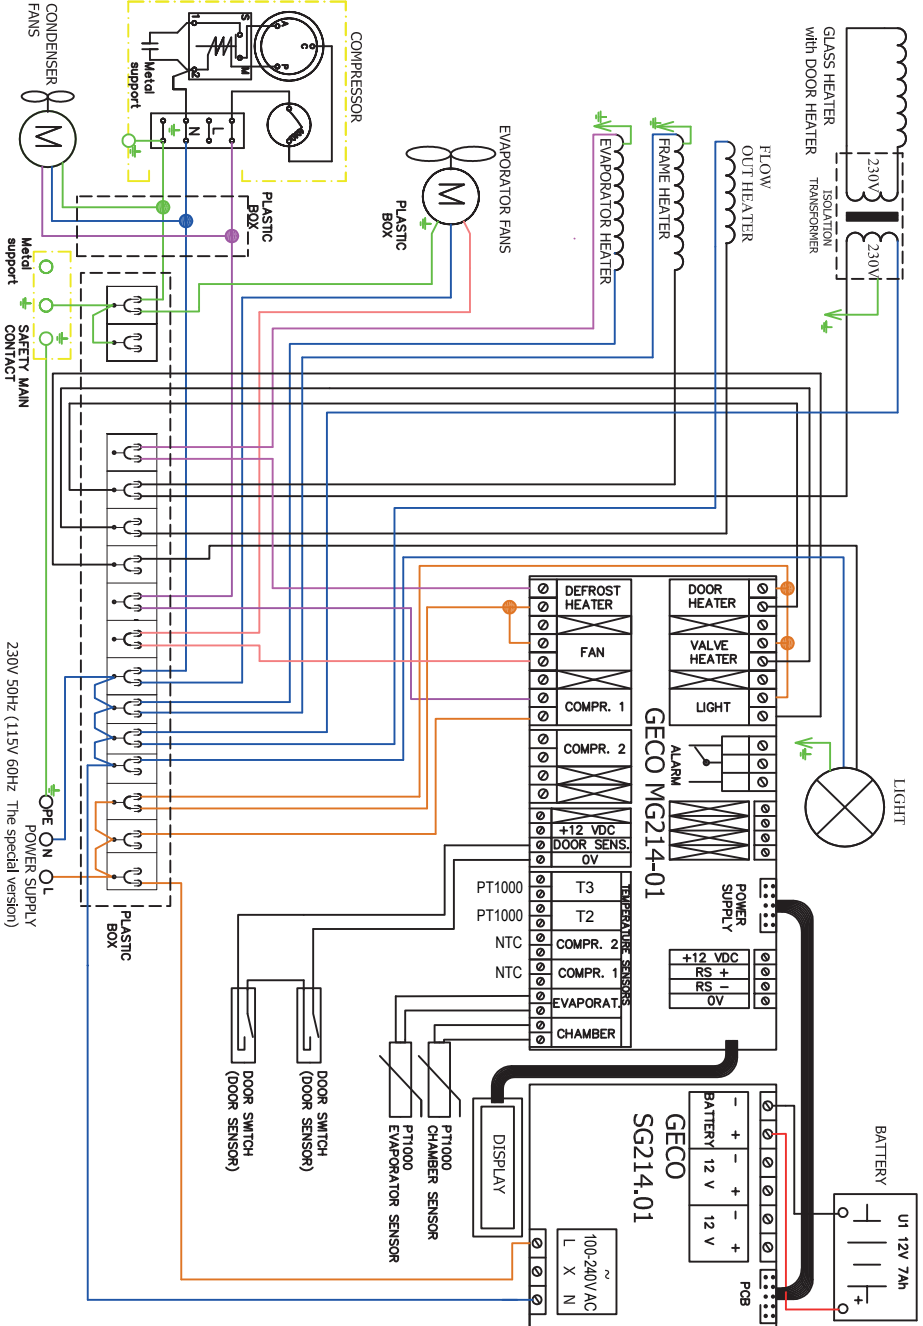 GLASS HEATER
with DOOR HEATER
230V
230V
ISOLATION
TRANSFORMER
FLOW
OUT HEATER
FRAME HEATER
EVAPORATOR HEATER
EVAPORATOR FANS
M
PLASTIC
BOX
COMPRESSOR
1
2
S
M
A
C
P
Metal
support
N
L
CONDENSER
FANS
M
PLASTIC
BOX
Metal
support
SAFETY MAIN
CONTACT
PE
N
L
POWER SUPPLY
230V 50Hz (115V 60Hz The special version)
PLASTIC
BOX
LIGHT
DOOR
HEATER
VALVE
HEATER
LIGHT
ALARM
POWER
SUPPLY
+12 VDC
RS +
RS -
0V
GECO MG214-01
DEFROST
HEATER
FAN
COMPR. 1
COMPR. 2
+12 VDC
DOOR SENS.
0V
TEMPERATURE SENSORS
T3
T2
COMPR. 2
COMPR. 1
EVAPORAT.
CHAMBER
PT1000
PT1000
NTC
NTC
DOOR SWITCH
(DOOR SENSOR)
DOOR SWITCH
(DOOR SENSOR)
PT1000
CHAMBER SENSOR
PT1000
EVAPORATOR SENSOR
DISPLAY
BATTERY
U1 12V 7Ah
+
- + - + - +
BATTERY 12 V 12 V
PCB
GECO
SG214.01
~
100-240VAC
L X N